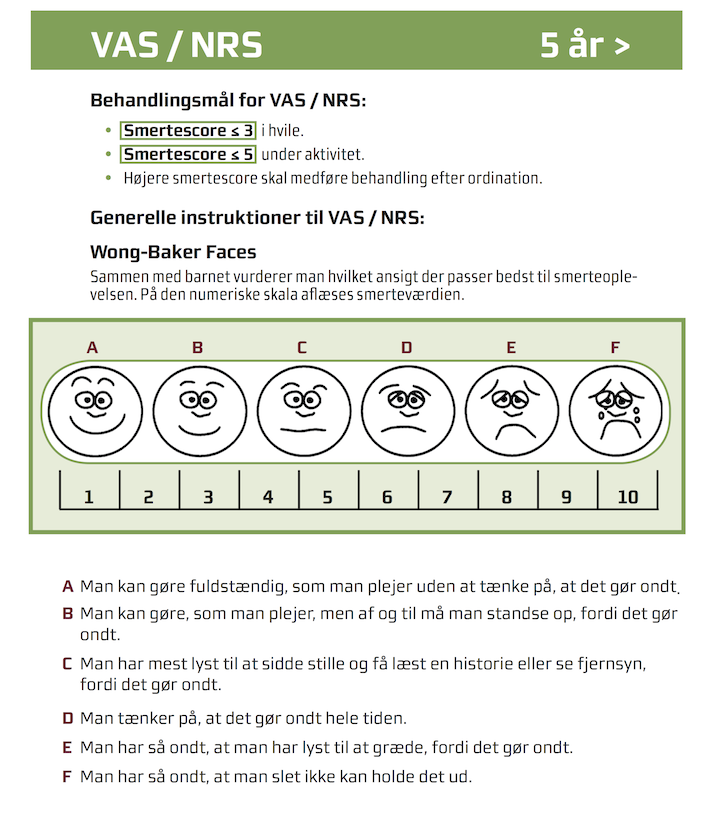 VAS / NRS 5 år >
Behandlingsmål for VAS / NRS:
• Smertescore ≤ 3 i hvile.
• Smertescore ≤ 5 under aktivitet.
• Højere smertescore skal medføre behandling efter ordination.
Generelle instruktioner til VAS / NRS:
Wong-Baker Faces
Sammen med barnet vurderer man hvilket ansigt der passer bedst til smerteople-
velsen. På den numeriske skala aflæses smerteværdien.
A B C D E F
1 2 3 4 5 6 7 8 9 10
A Man kan gøre fuldstændig, som man plejer uden at tænke på, at det gør ondt.
B Man kan gøre, som man plejer, men af og til må man standse op, fordi det gør
ondt.
C Man har mest lyst til at sidde stille og få læst en historie eller se fjernsyn,
fordi det gør ondt.
D Man tænker på, at det gør ondt hele tiden.
E Man har så ondt, at man har lyst til at græde, fordi det gør ondt.
F Man har så ondt, at man slet ikke kan holde det ud.